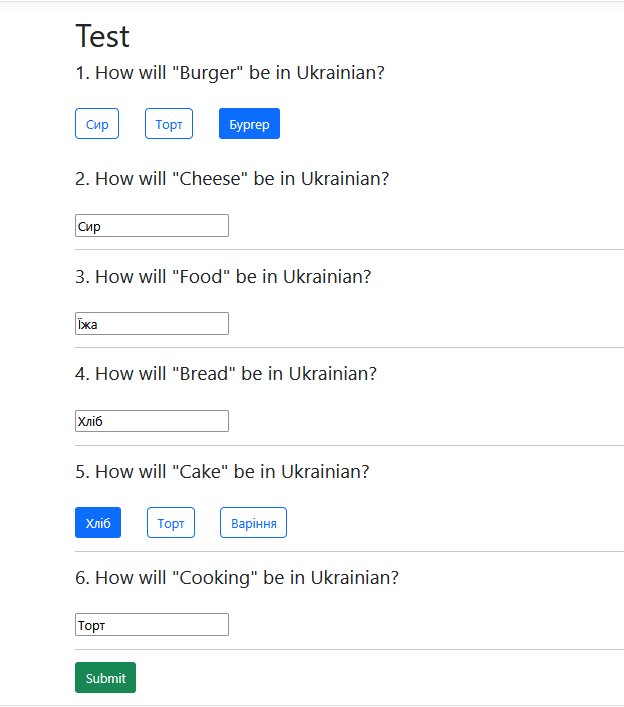 Test
1. How will "Burger" be in Ukrainian?
Сир Торт Бургер
2. How will "Cheese" be in Ukrainian?
Сир
3. How will "Food" be in Ukrainian?
Їжа
4. How will "Bread" be in Ukrainian?
Хліб
5. How will "Cake" be in Ukrainian?
Хліб Торт Варіння
6. How will "Cooking" be in Ukrainian?
Торт
Submit